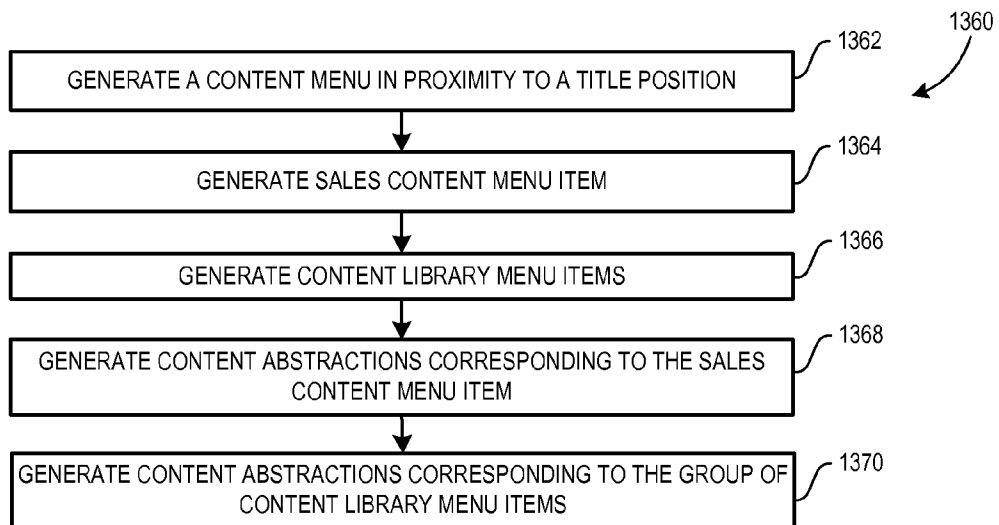 1360
1362
GENERATE A CONTENT MENU IN PROXIMITY TO A TITLE POSITION
1364
GENERATE SALES CONTENT MENU ITEM
1366
GENERATE CONTENT LIBRARY MENU ITEMS
1368
GENERATE CONTENT ABSTRACTIONS CORRESPONDING TO THE SALES
CONTENT MENU ITEM
1370
GENERATE CONTENT ABSTRACTIONS CORRESPONDING TO THE GROUP OF
CONTENT LIBRARY MENU ITEMS